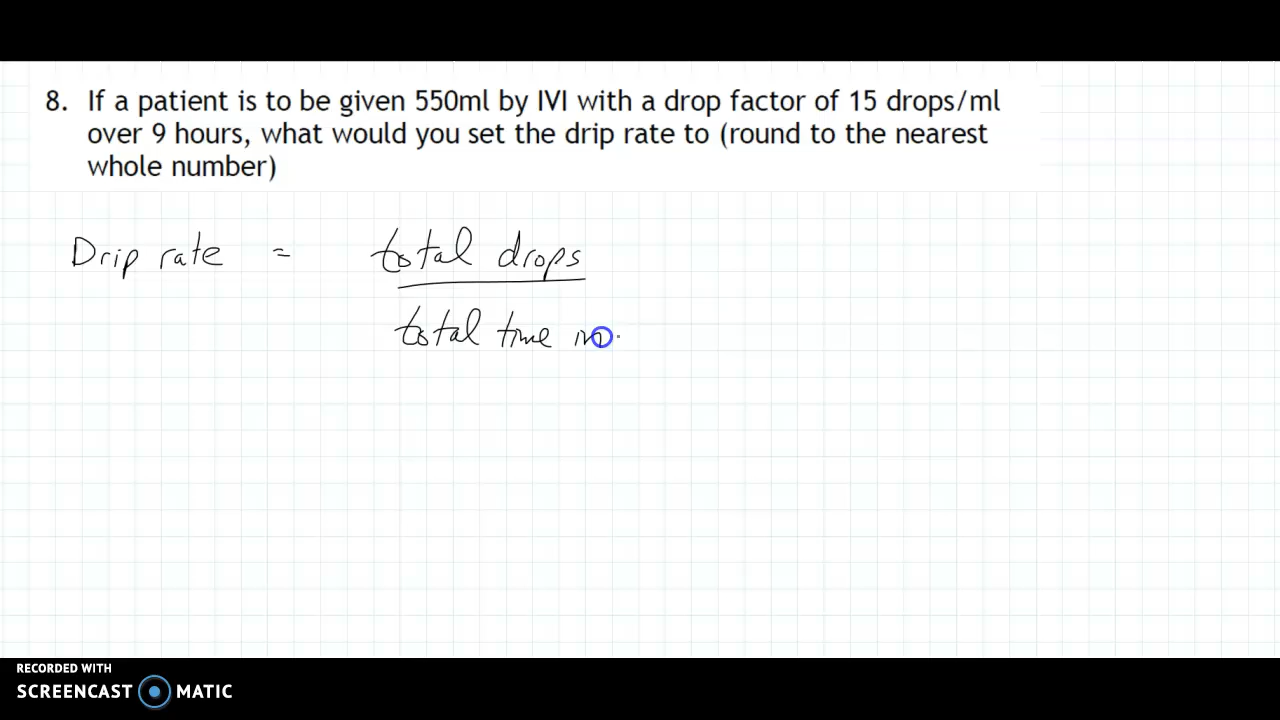 8. If a patient is to be given 550ml by IVI with a drop factor of 15 drops/ml
over 9 hours, what would you set the drip rate to (round to the nearest
whole number)
Drip rate = total drops
total time in
RECORDED WITH
SCREENCAST MATIC